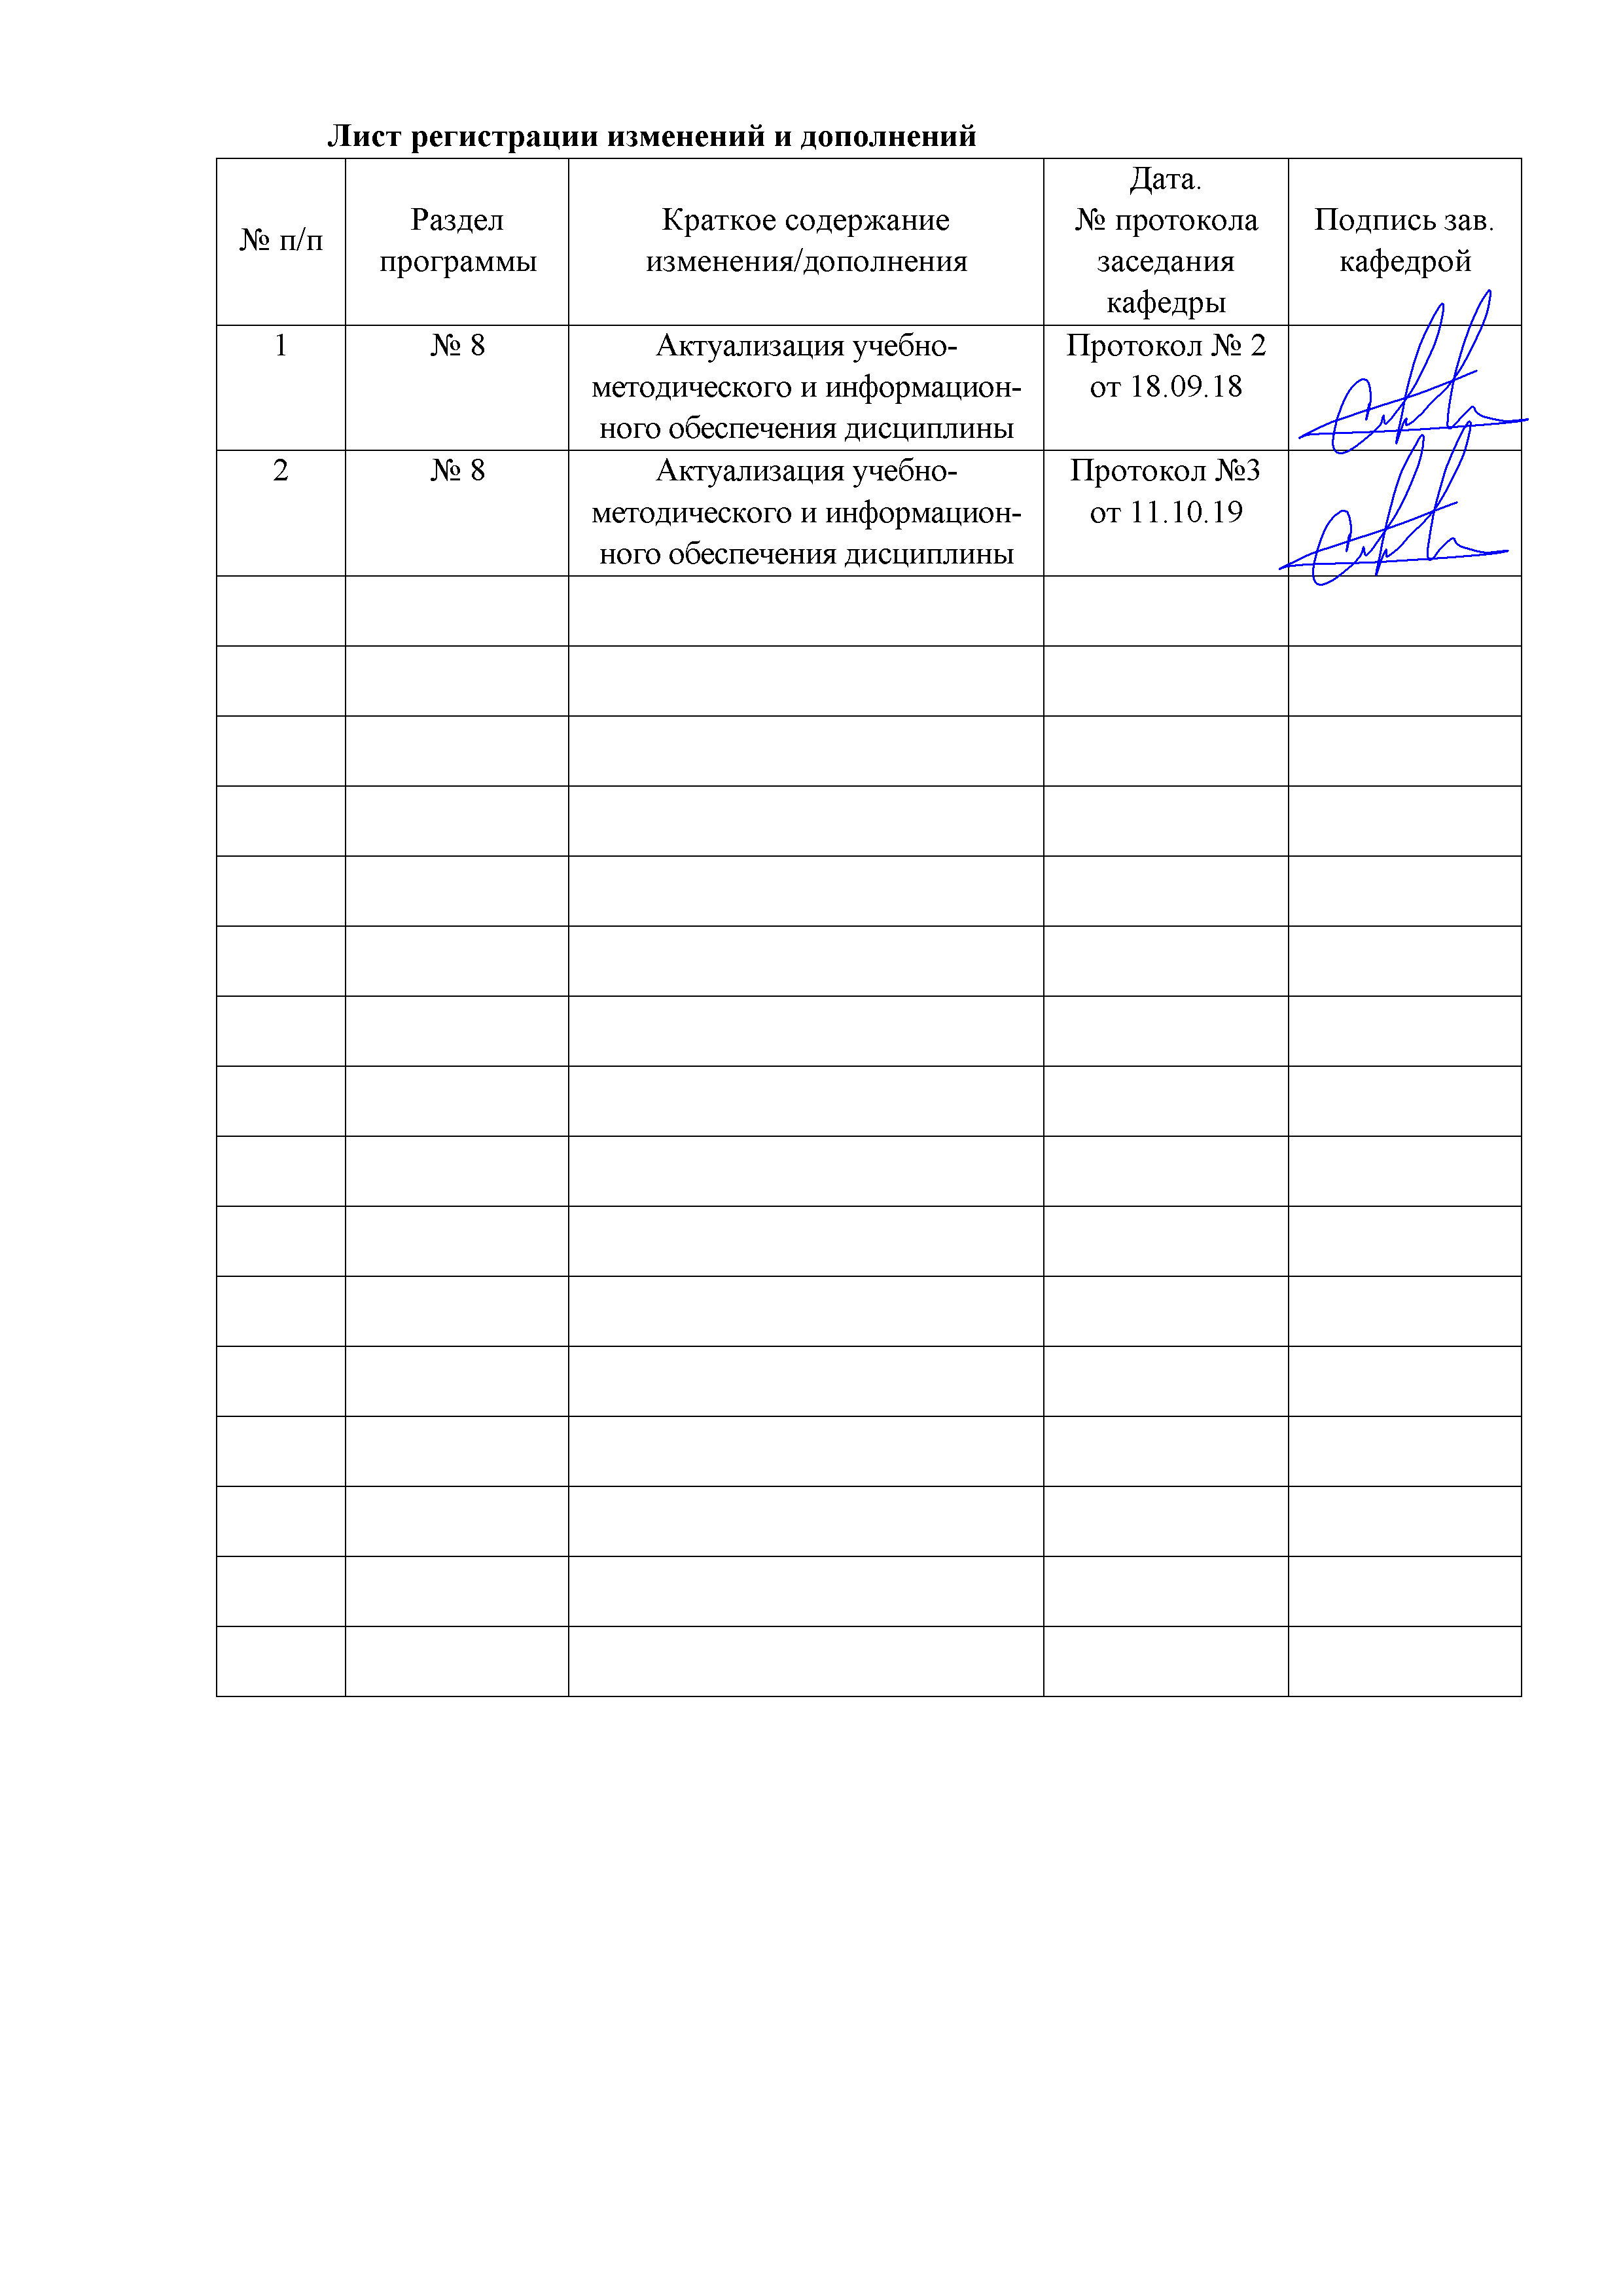 Лист регистрации изменений и дополнений
№ п/п
Раздел
программы
Краткое содержание
изменения/дополнения
Дата.
№ протокола
заседания
кафедры
Подпись зав.
кафедрой
1
№ 8
Актуализация учебно-
методического и информацион-
ного обеспечения дисциплины
Протокол № 2
от 18.09.18
2
№ 8
Актуализация учебно-
методического и информацион-
ного обеспечения дисциплины
Протокол №3
от 11.10.19